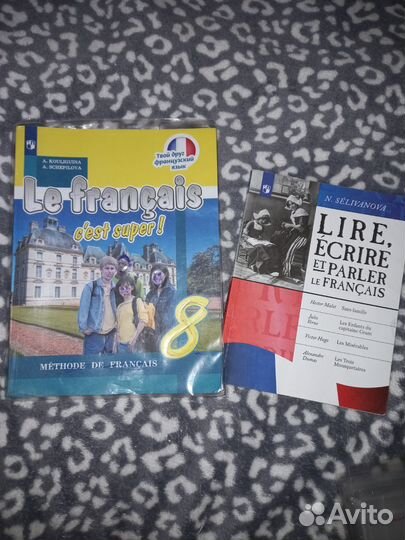 A. KOULIGUINA
A. SCHEPILOVA
Твой друг
французский
язык
Le français
c'est super!
8
MÉTHODE DE FRANÇAIS
N. SÉLIVANOVA
LIRE,
ÉCRIRE
ET PARLER
LE FRANÇAIS
Hector Malot Sans famille
Jules Verne Les Enfants du capitaine Grant
Victor Hugo Les Misérables
Alexandre Dumas Les Trois Mousquetaires
Avito